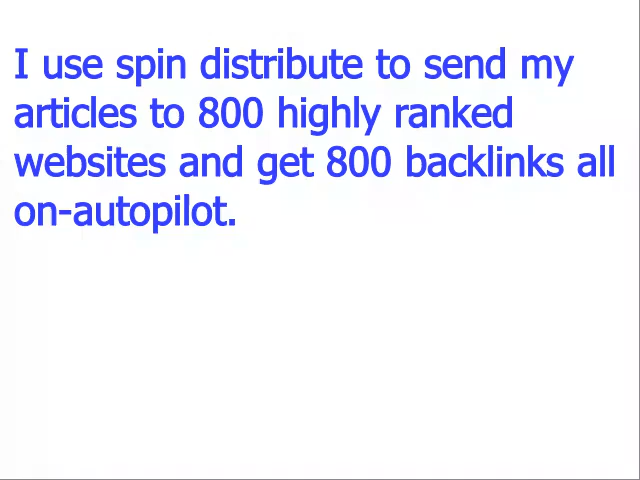 I use spin distribute to send my
articles to 800 highly ranked
websites and get 800 backlinks all
on-autopilot.